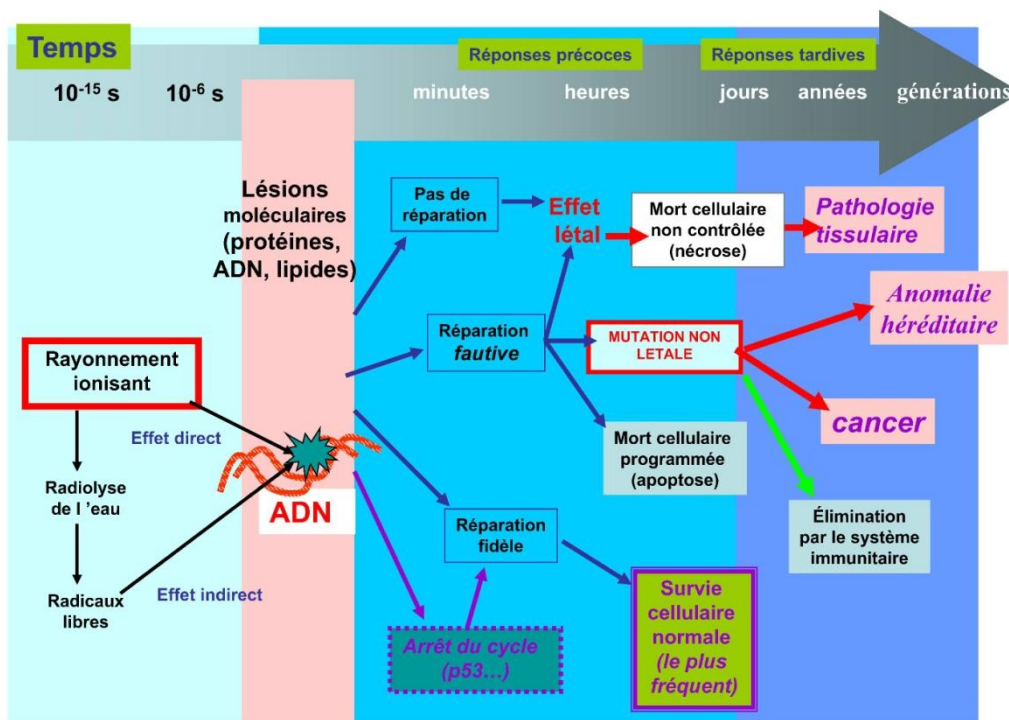 Temps
Réponses précoces
Réponses tardives
10-15 s
10-6 s
minutes
heures
jours
années
générations
Lésions
moléculaires
(protéines,
ADN, lipides)
Pas de
réparation
Effet
létal
Mort cellulaire
non contrôlée
(nécrose)
Pathologie
tissulaire
Rayonnement
ionisant
Réparation
fautive
MUTATION NON
LETALE
Anomalie
héréditaire
cancer
Effet direct
Mort cellulaire
programmée
(apoptose)
Radiolyse
de l ’eau
ADN
Réparation
fidèle
Élimination
par le système
immunitaire
Effet indirect
Radicaux
libres
Arrêt du cycle
(p53…)
Survie
cellulaire
normale
(le plus
fréquent)